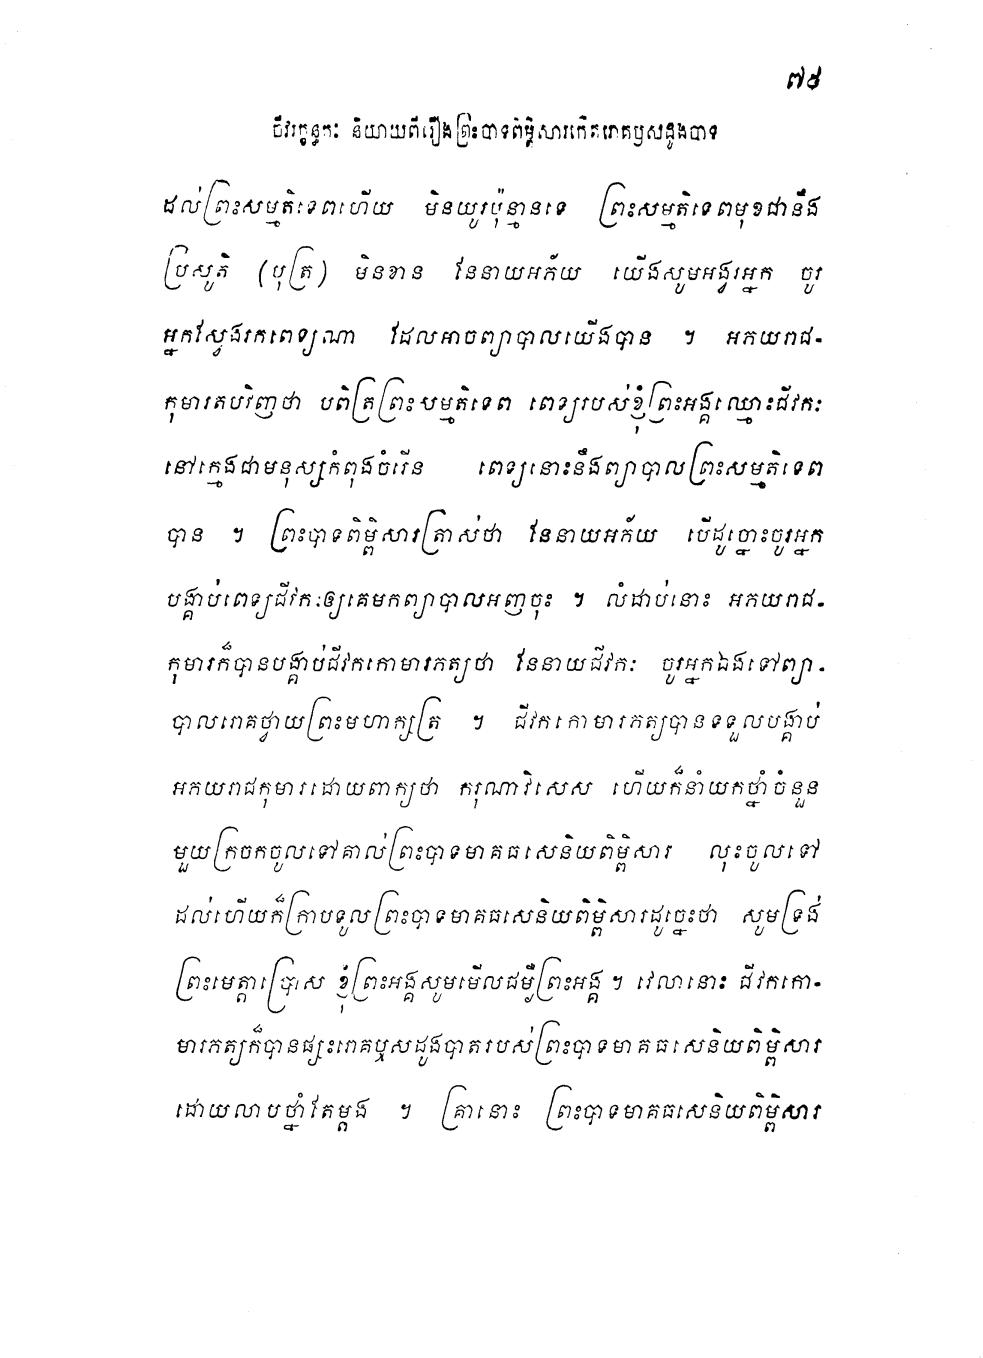 ៧៩
ជីវរក្ខន្ធកៈ និយាយពីរឿងព្រះបាទពិម្ពិសារកើតរោគឫសដូងបាទ
ដល់ព្រះសម្មតិទេពហើយ មិនយូរប៉ុន្មានទេ ព្រះសម្មតិទេពមុខជានឹង
ប្រសូតិ (បុត្រ) មិនខាន នែនាយអភ័យ យើងសូមអង្វរអ្នក ចូរ
អ្នកស្វែងរកពេទ្យណា ដែលអាចព្យាបាលយើងបាន ។ អភយរាជ-
កុមារតបវិញថា បពិត្រព្រះសម្មតិទេព ពេទ្យរបស់ខ្ញុំព្រះអង្គឈ្មោះជីវកៈ
នៅក្មេងជាមនុស្សកំពុងចំរើន ពេទ្យនោះនឹងព្យាបាលព្រះសម្មតិទេព
បាន ។ ព្រះបាទពិម្ពិសារត្រាស់ថា នែនាយអភ័យ បើដូច្នោះចូរអ្នក
បង្គាប់ពេទ្យជីវកៈឲ្យគេមកព្យាបាលអញចុះ ។ លំដាប់នោះ អភយរាជ-
កុមារក៏បានបង្គាប់ជីវកកោមារភត្យថា នែនាយជីវកៈ ចូរអ្នកឯងទៅព្យា-
បាលរោគថ្វាយព្រះមហាក្សត្រ ។ ជីវកកោមារភត្យបានទទួលបង្គាប់
អភយរាជកុមារដោយពាក្យថា ករុណាវិសេស ហើយក៏នាំយកថ្នាំចំនួន
មួយក្រចកចូលទៅគាល់ព្រះបាទមាគធសេនិយពិម្ពិសារ លុះចូលទៅ
ដល់ហើយក៏ក្រាបទូលព្រះបាទមាគធសេនិយពិម្ពិសារដូច្នេះថា សូមទ្រង់
ព្រះមេត្តាប្រោស ខ្ញុំព្រះអង្គសូមមើលជម្ងឺព្រះអង្គ ។ វេលានោះ ជីវកកោ-
មារភត្យក៏បានផ្សះរោគឫសដូងបាតរបស់ព្រះបាទមាគធសេនិយពិម្ពិសារ
ដោយលាបថ្នាំតែម្តង ។ គ្រានោះ ព្រះបាទមាគធសេនិយពិម្ពិសារ